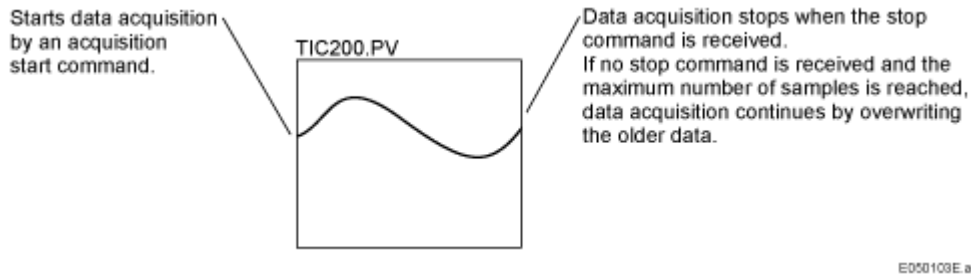 Starts data acquisition
by an acquisition
start command.
TIC200.PV
Data acquisition stops when the stop
command is received.
If no stop command is received and the
maximum number of samples is reached,
data acquisition continues by overwriting
the older data.
E050103E.a